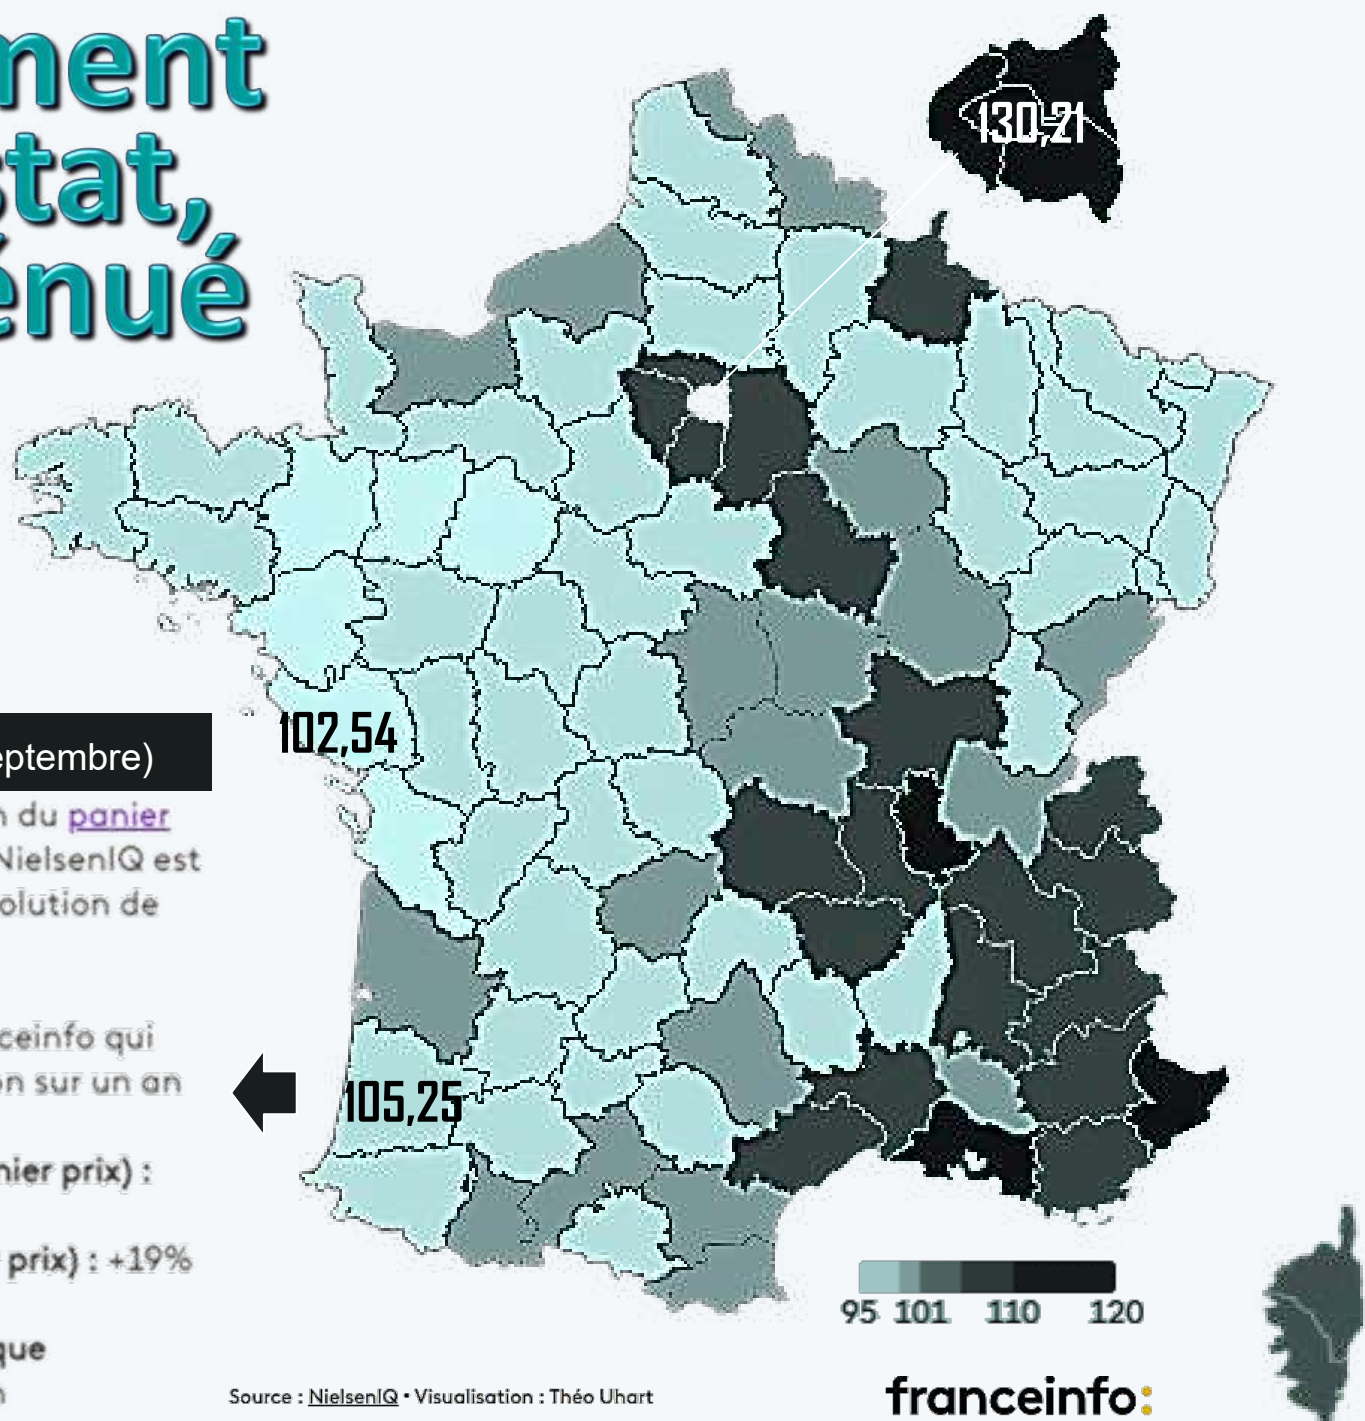 ment
stat,
énué
130,21
102,54
eptembre)
n du panier
NielsenIQ est
olution de
ceinfo qui
on sur un an
105,25
nier prix) :
prix) : +19%
que
n
95 101 110 120
Source : NielsenIQ • Visualisation : Théo Uhart
franceinfo: